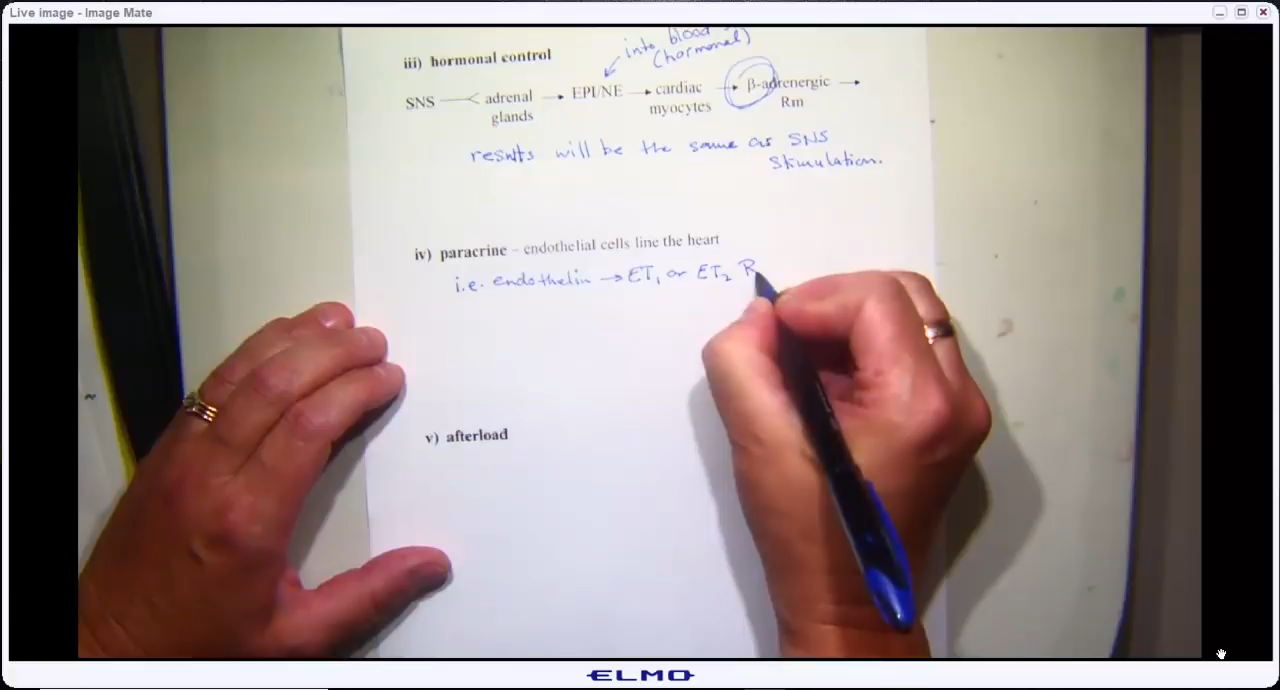 Live image - Image Mate
into blood
(hormonal)
iii) hormonal control
SNS adrenal glands → EPI/NE → cardiac myocytes → β-adrenergic Rm →
results will be the same as SNS
stimulation.
iv) paracrine – endothelial cells line the heart
i.e. endothelin → ET1 or ET2 R
v) afterload
ELMO